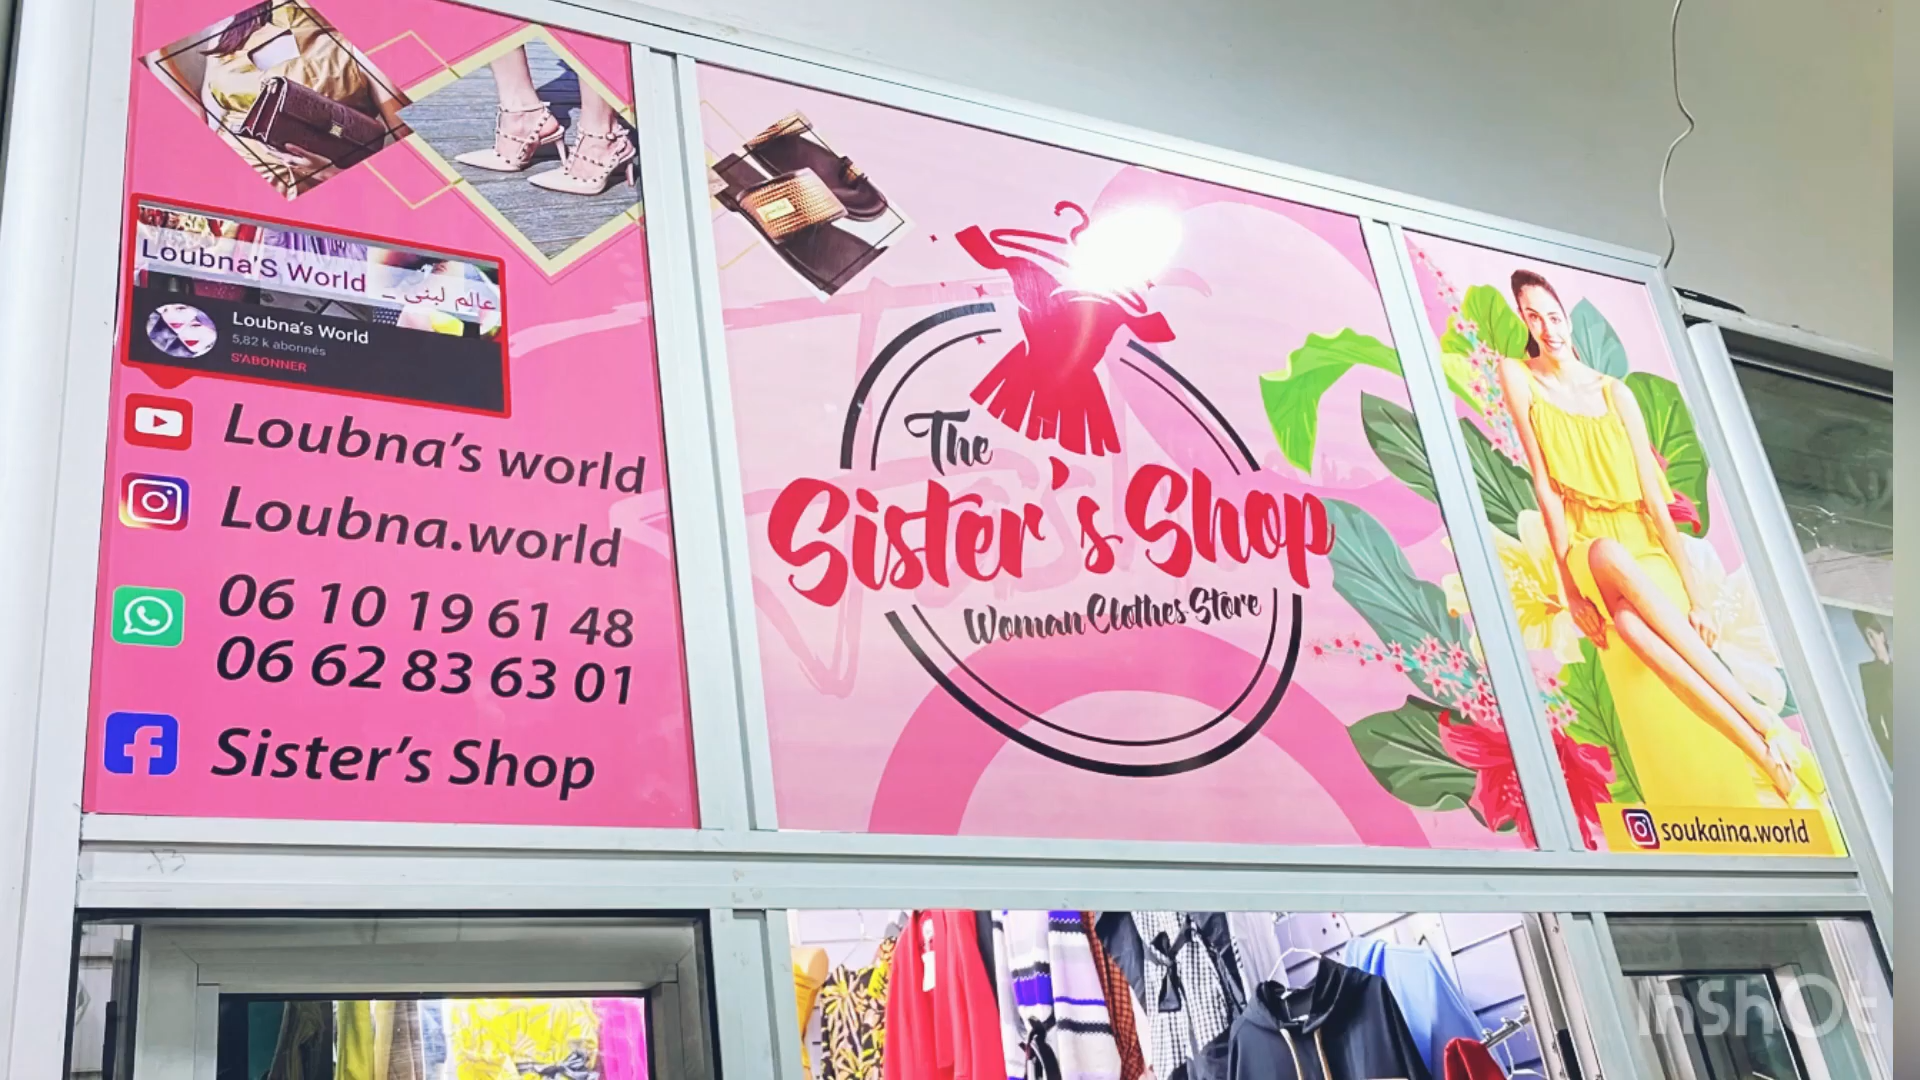 Loubna'S World
عالم لبنى _
Loubna's World
5,82 k abonnés
S'ABONNER
Loubna's world
Loubna.world
06 10 19 61 48
06 62 83 63 01
Sister's Shop
The
Sister's Shop
Woman Clothes Store
soukaina.world
InShOt